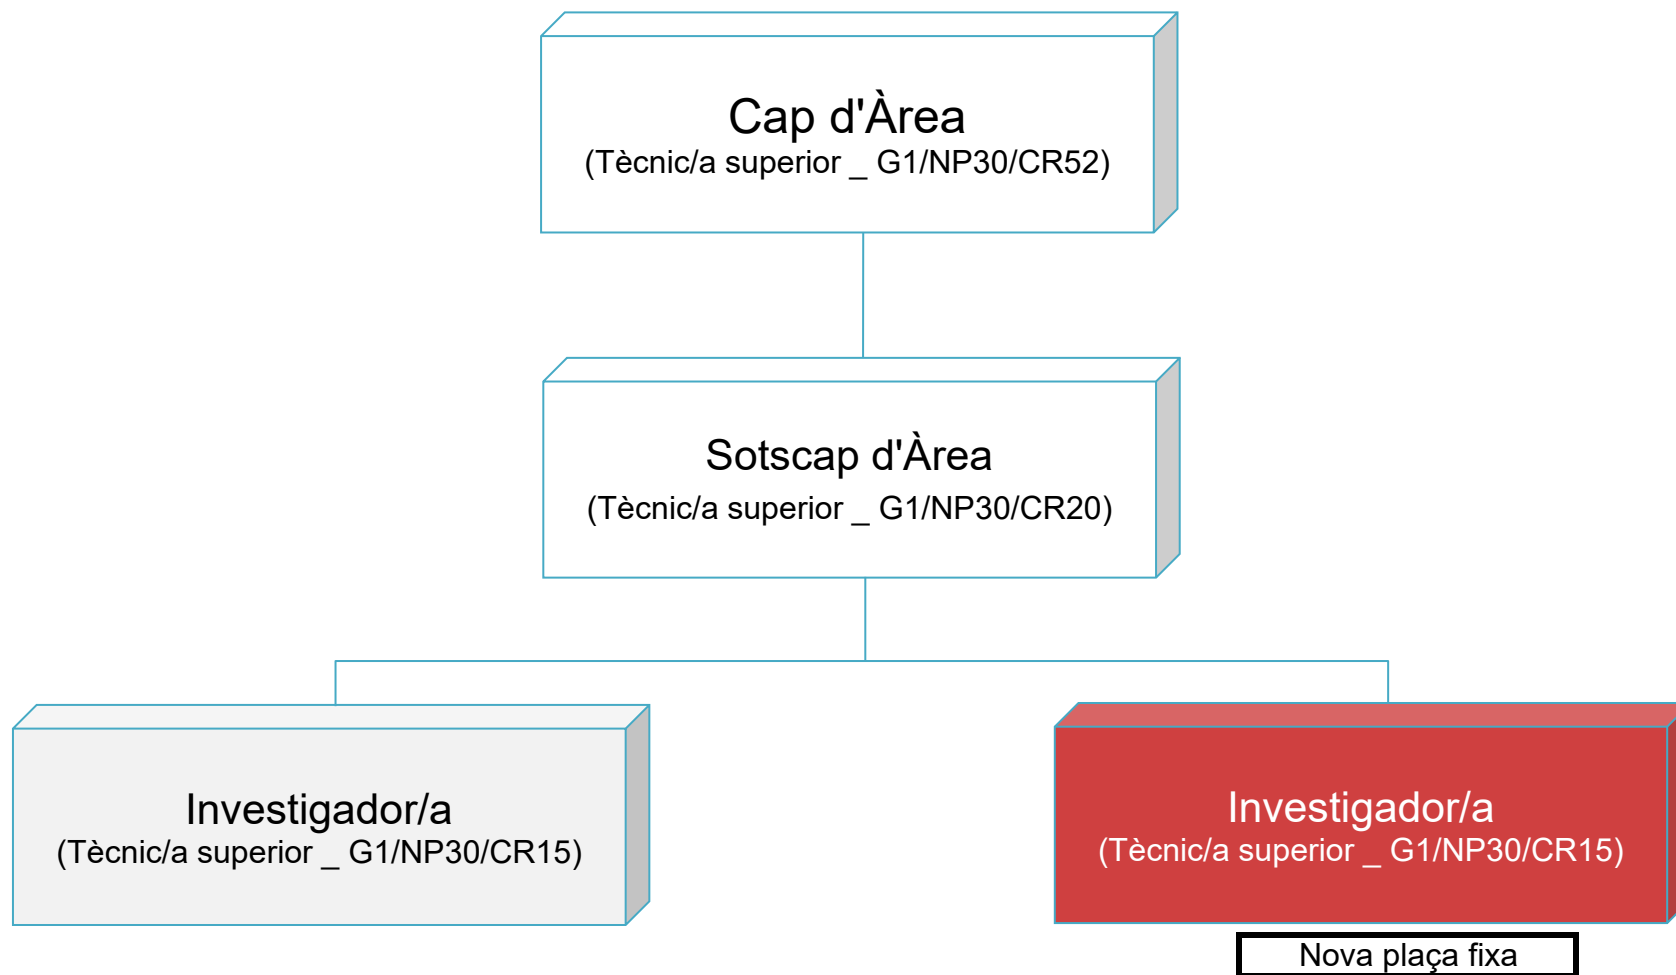 Cap d'Àrea
(Tècnic/a superior _ G1/NP30/CR52)
Sotscap d'Àrea
(Tècnic/a superior _ G1/NP30/CR20)
Investigador/a
(Tècnic/a superior _ G1/NP30/CR15)
Investigador/a
(Tècnic/a superior _ G1/NP30/CR15)
Nova plaça fixa